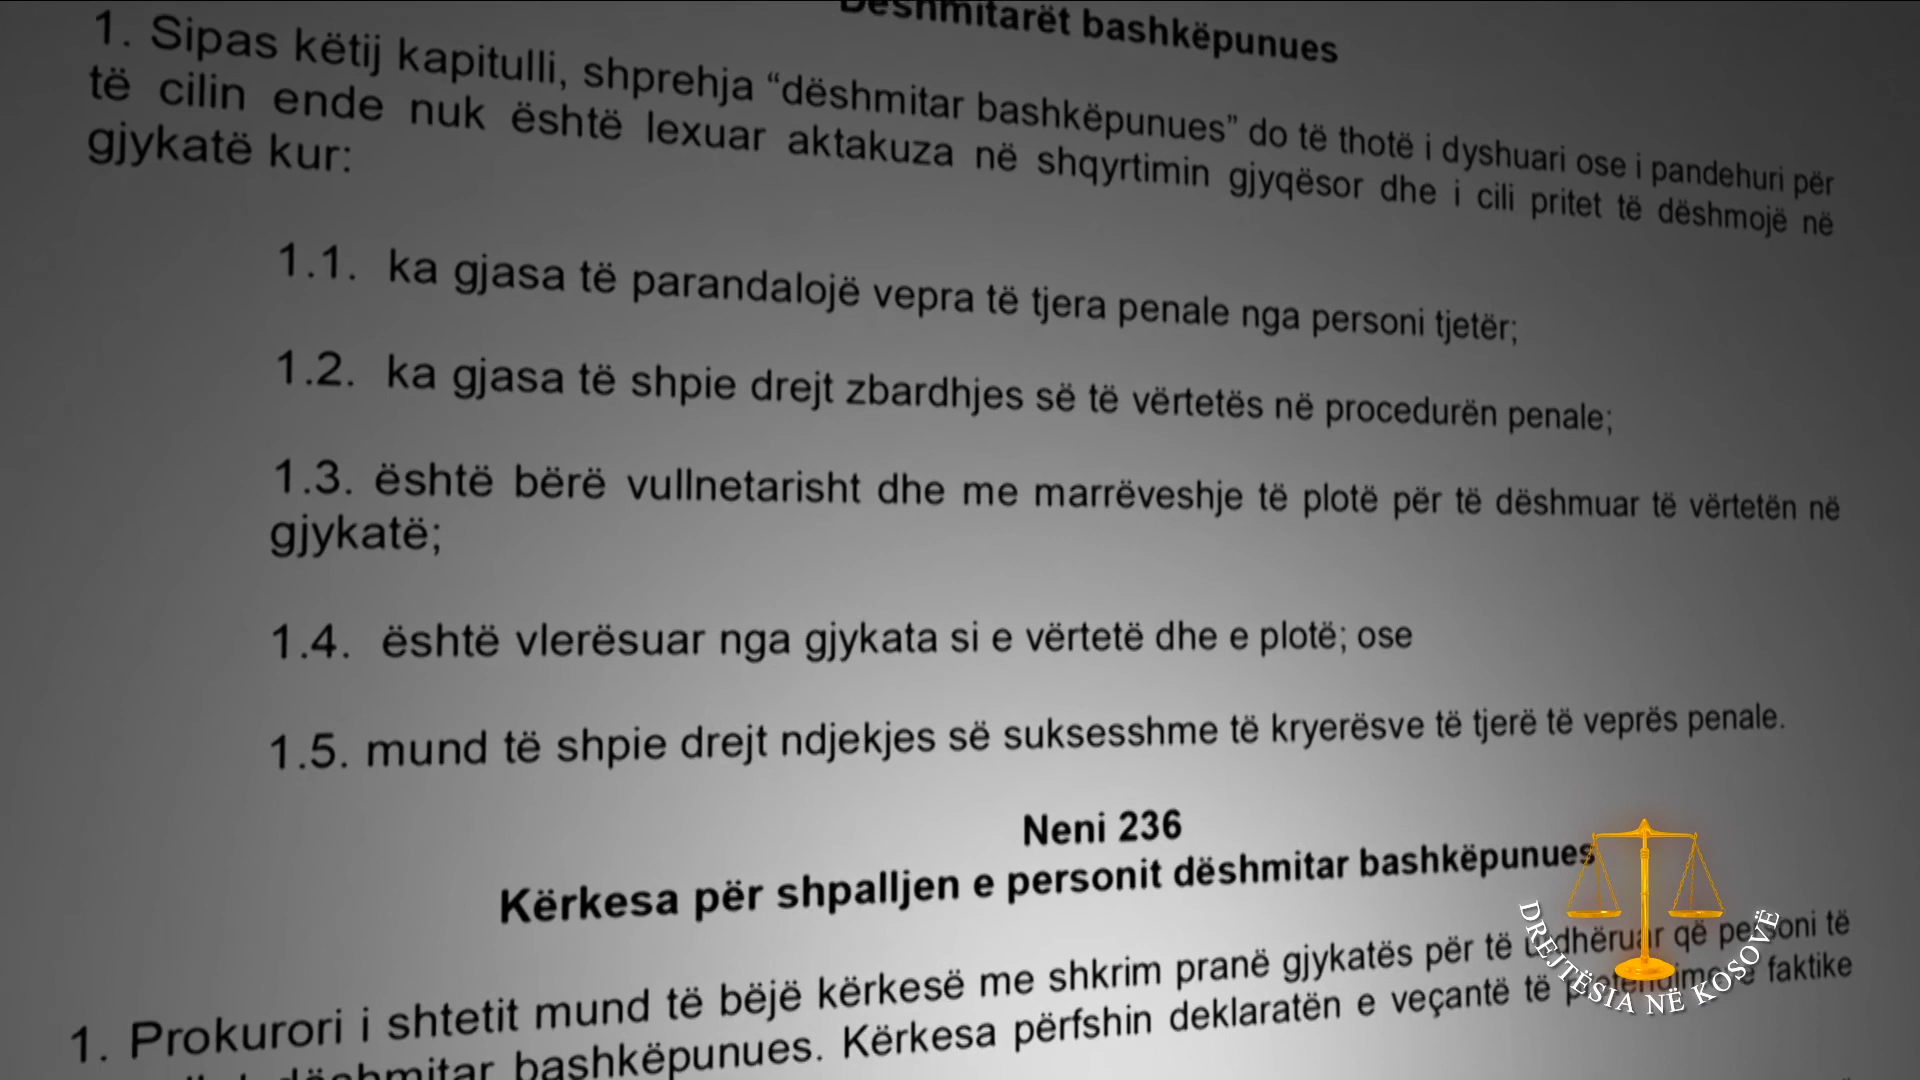 Dëshmitarët bashkëpunues
1. Sipas këtij kapitulli, shprehja “dëshmitar bashkëpunues” do të thotë i dyshuari ose i pandehuri për
të cilin ende nuk është lexuar aktakuza në shqyrtimin gjyqësor dhe i cili pritet të dëshmojë në
gjykatë kur:
1.1. ka gjasa të parandalojë vepra të tjera penale nga personi tjetër;
1.2. ka gjasa të shpie drejt zbardhjes së të vërtetës në procedurën penale;
1.3. është bërë vullnetarisht dhe me marrëveshje të plotë për të dëshmuar të vërtetën në
gjykatë;
1.4. është vlerësuar nga gjykata si e vërtetë dhe e plotë; ose
1.5. mund të shpie drejt ndjekjes së suksesshme të kryerësve të tjerë të veprës penale.
Neni 236
Kërkesa për shpalljen e personit dëshmitar bashkëpunues
1. Prokurori i shtetit mund të bëjë kërkesë me shkrim pranë gjykatës për të urdhëruar që personi të
dëshmitar bashkëpunues. Kërkesa përfshin deklaratën e veçantë të faktike
DREJTËSIA NË KOSOVË